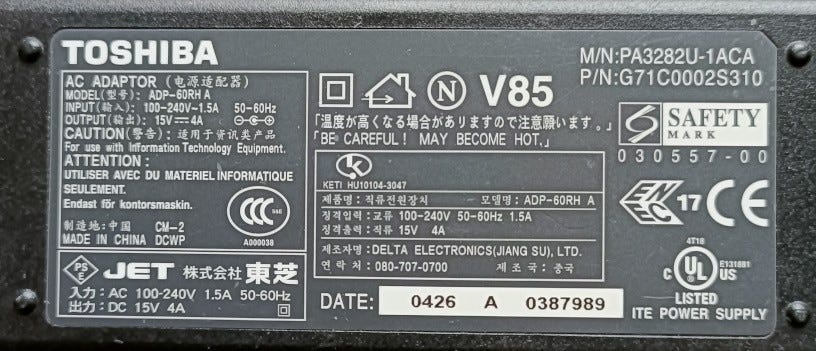 TOSHIBA
AC ADAPTOR (电源适配器)
MODEL(型号): ADP-60RH A
INPUT(输入): 100-240V-1.5A 50-60Hz
OUTPUT(输出): 15V⎓4A
CAUTION(警告): 适用于资讯类产品
For use with Information Technology Equipment.
ATTENTION :
UTILISER AVEC DU MATERIEL INFORMATIQUE
SEULEMENT.
Endast för kontorsmaskin.
制造地: 中国 CM-2
MADE IN CHINA DCWP
CCC
S&E
A000038
PS
E
JET 株式会社 東芝
入力: AC 100-240V 1.5A 50-60Hz
出力: DC 15V 4A
N
V85
「温度が高くなる場合がありますので注意願います。」
「BE CAREFUL! MAY BECOME HOT.」
KETI HU10104-3047
제품명: 직류전원장치 모델명: ADP-60RH A
정격입력: 교류 100-240V 50-60Hz 1.5A
정격출력: 직류 15V 4A
제조자명: DELTA ELECTRONICS(JIANG SU), LTD.
연 락 처: 080-707-0700 제 조 국: 중국
DATE: 0426 A 0387989
M/N:PA3282U-1ACA
P/N:G71C0002S310
S SAFETY
MARK
030557-00
17 CE
4T18
E131881
c UL US
LISTED
ITE POWER SUPPLY